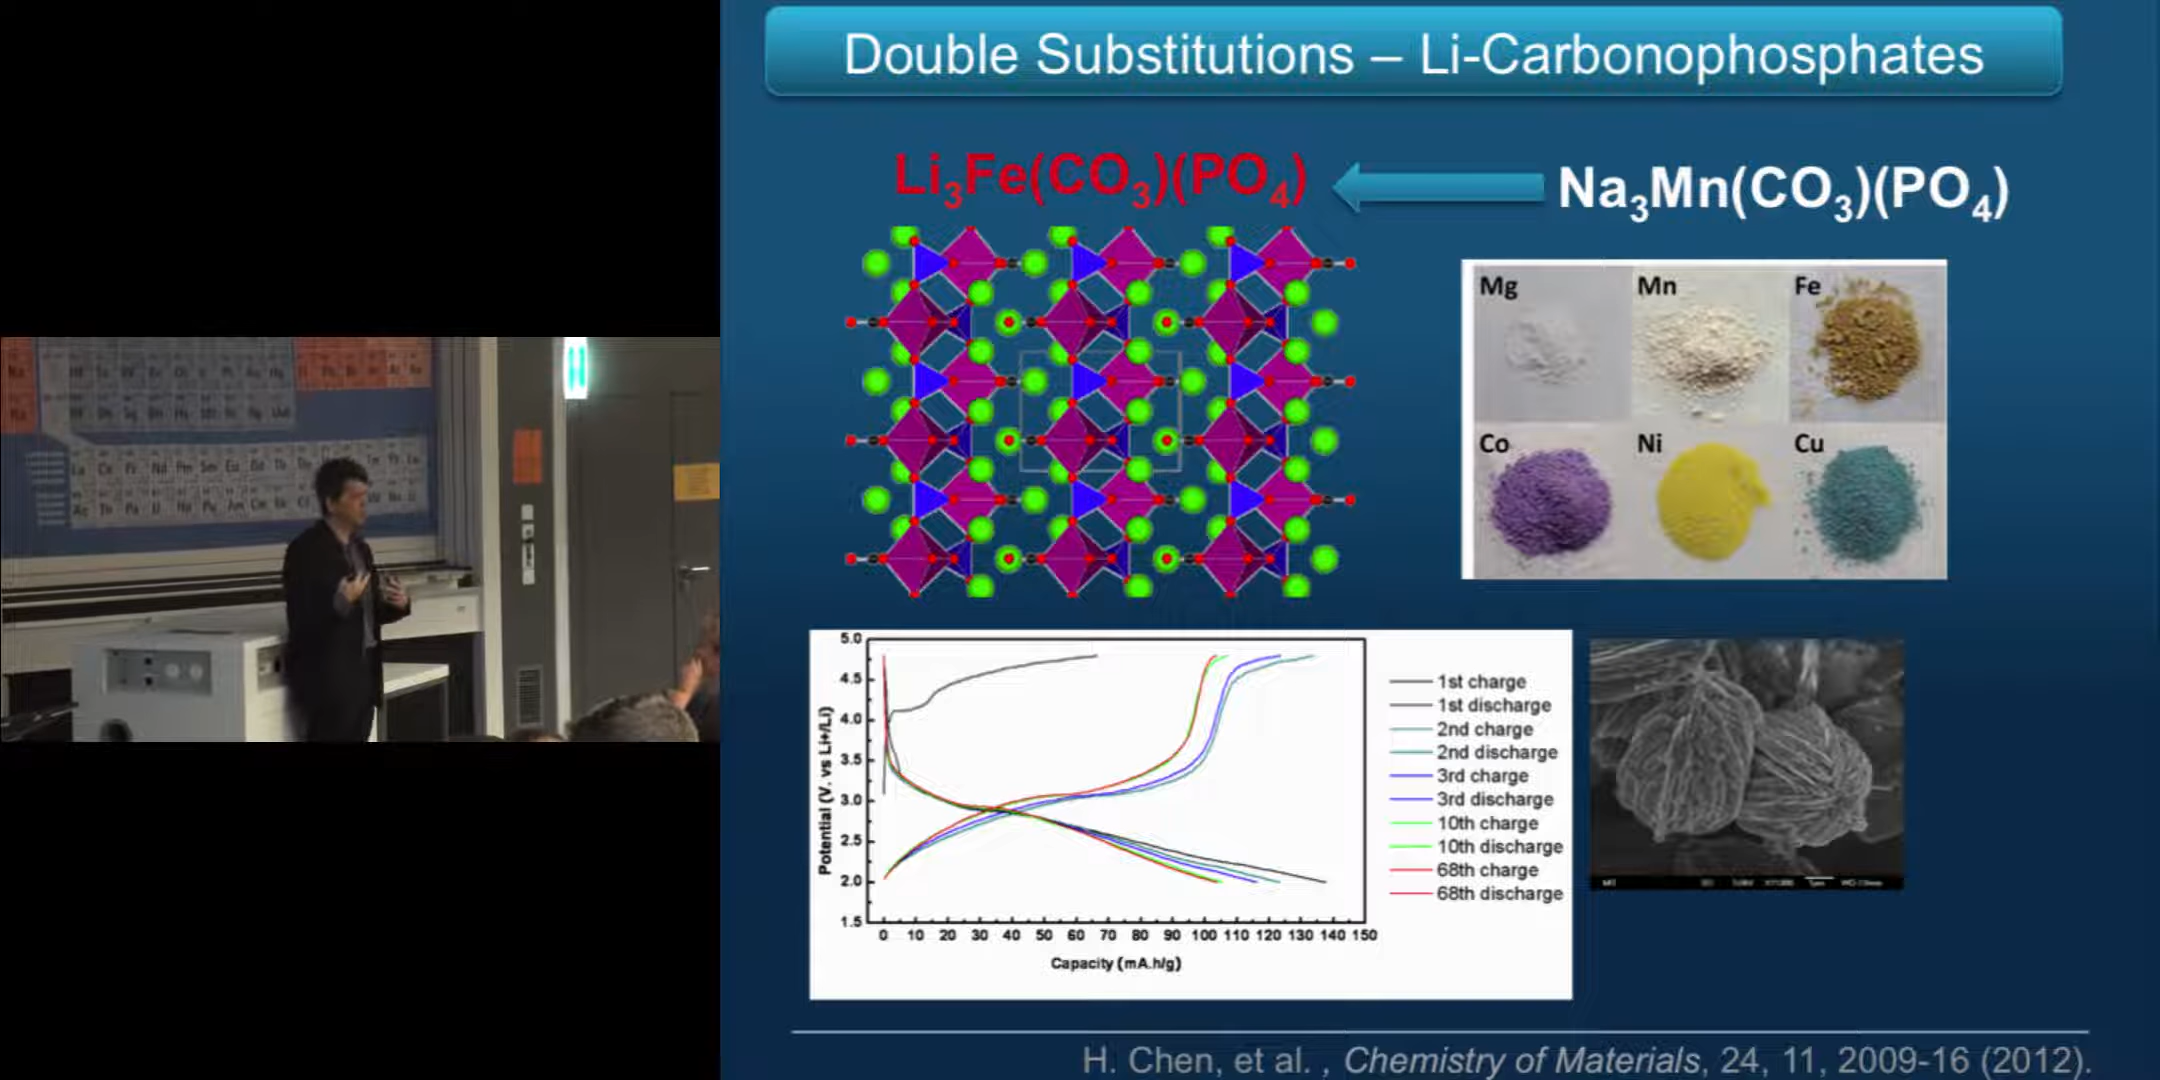 Double Substitutions – Li-Carbonophosphates
Li3Fe(CO3)(PO4)
Na3Mn(CO3)(PO4)
Mg Mn Fe
Co Ni Cu
5.0
4.5
4.0
3.5
3.0
2.5
2.0
1.5
Potential (V. vs Li+/Li)
0 10 20 30 40 50 60 70 80 90 100 110 120 130 140 150
Capacity (mA.h/g)
1st charge
1st discharge
2nd charge
2nd discharge
3rd charge
3rd discharge
10th charge
10th discharge
68th charge
68th discharge
H. Chen, et al. , Chemistry of Materials, 24, 11, 2009-16 (2012).